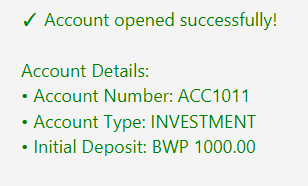 ✓ Account opened successfully!
Account Details:
• Account Number: ACC1011
• Account Type: INVESTMENT
• Initial Deposit: BWP 1000.00